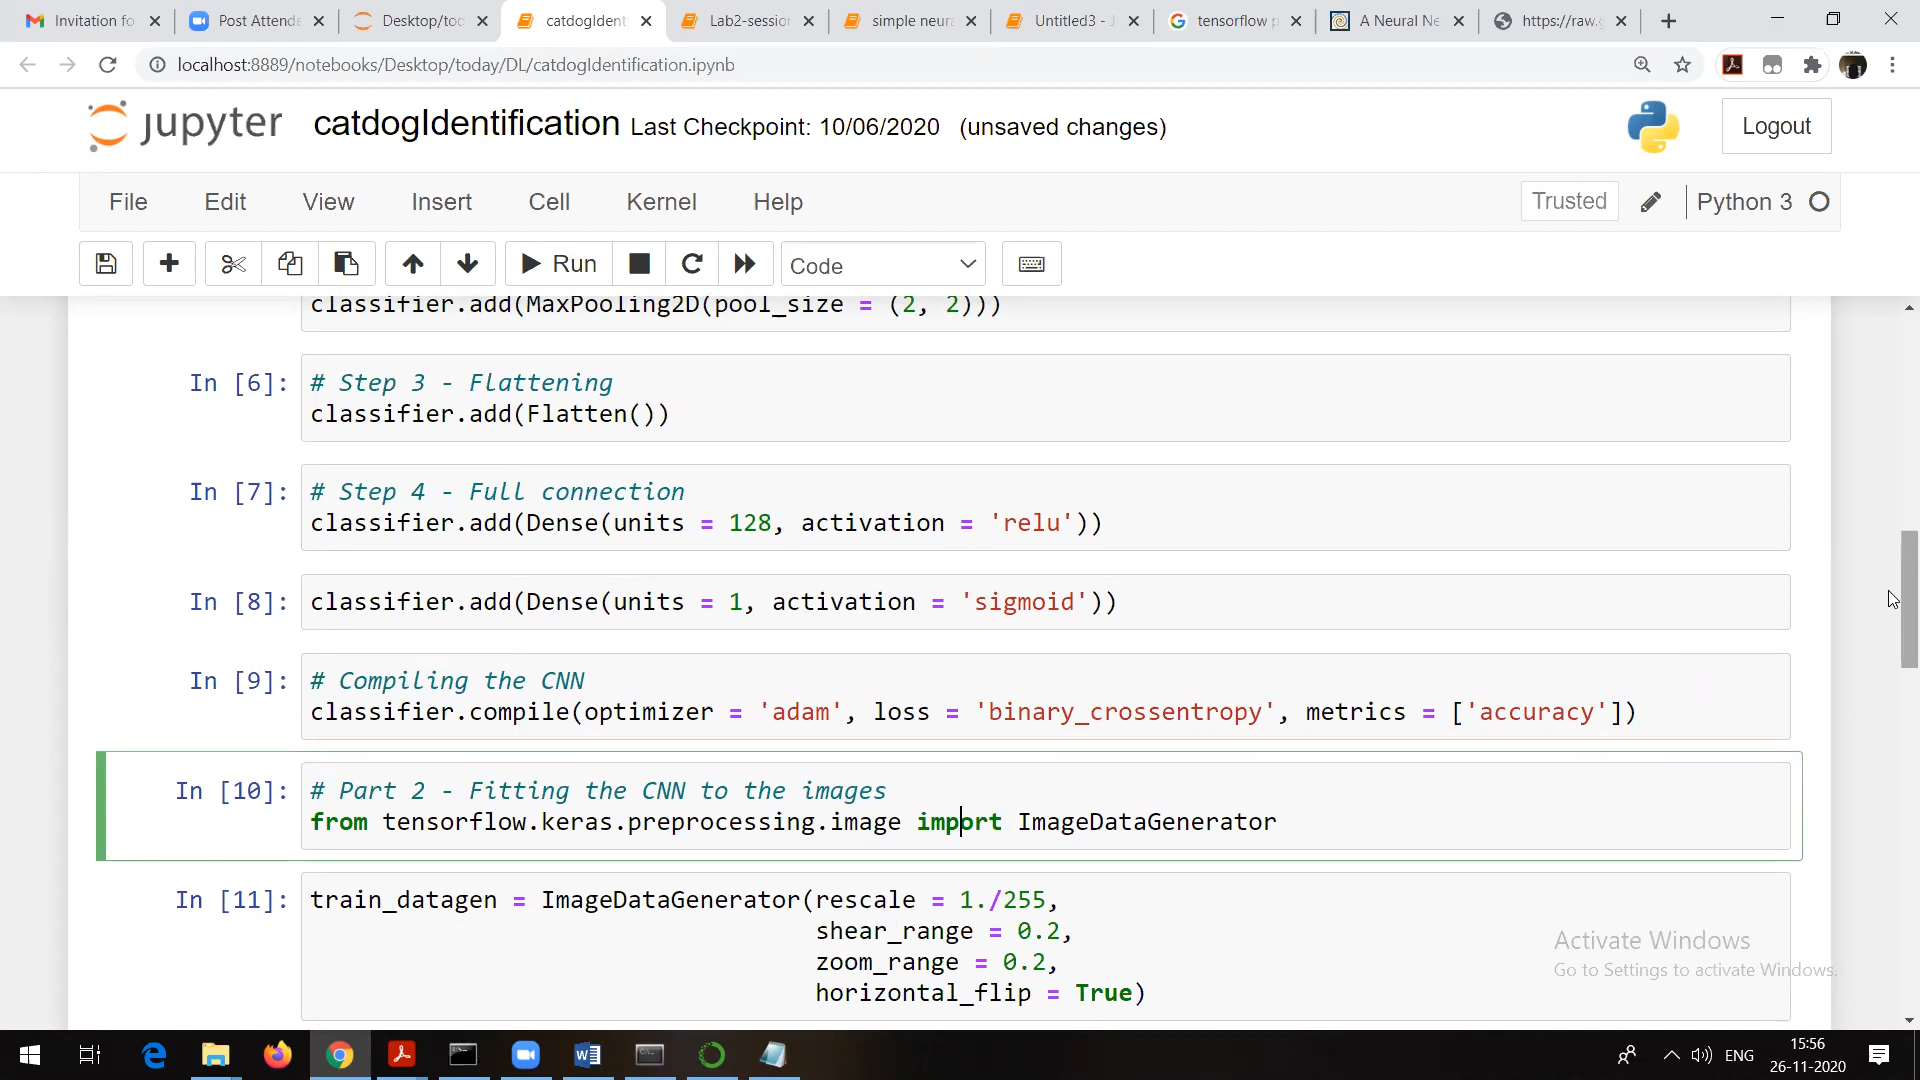 Invitation fo
Post Attende
Desktop/tod
catdogIdent
Lab2-sessio
simple neura
Untitled3 - J
tensorflow p
A Neural Ne
https://raw.g
localhost:8889/notebooks/Desktop/today/DL/catdogIdentification.ipynb
jupyter catdogIdentification Last Checkpoint: 10/06/2020 (unsaved changes)
Logout
File Edit View Insert Cell Kernel Help
Trusted Python 3
Run Code
classifier.add(MaxPooling2D(pool_size = (2, 2)))
In [6]: # Step 3 - Flattening
classifier.add(Flatten())
In [7]: # Step 4 - Full connection
classifier.add(Dense(units = 128, activation = 'relu'))
In [8]: classifier.add(Dense(units = 1, activation = 'sigmoid'))
In [9]: # Compiling the CNN
classifier.compile(optimizer = 'adam', loss = 'binary_crossentropy', metrics = ['accuracy'])
In [10]: # Part 2 - Fitting the CNN to the images
from tensorflow.keras.preprocessing.image import ImageDataGenerator
In [11]: train_datagen = ImageDataGenerator(rescale = 1./255,
shear_range = 0.2,
zoom_range = 0.2,
horizontal_flip = True)
Activate Windows
Go to Settings to activate Windows.
ENG
15:56
26-11-2020